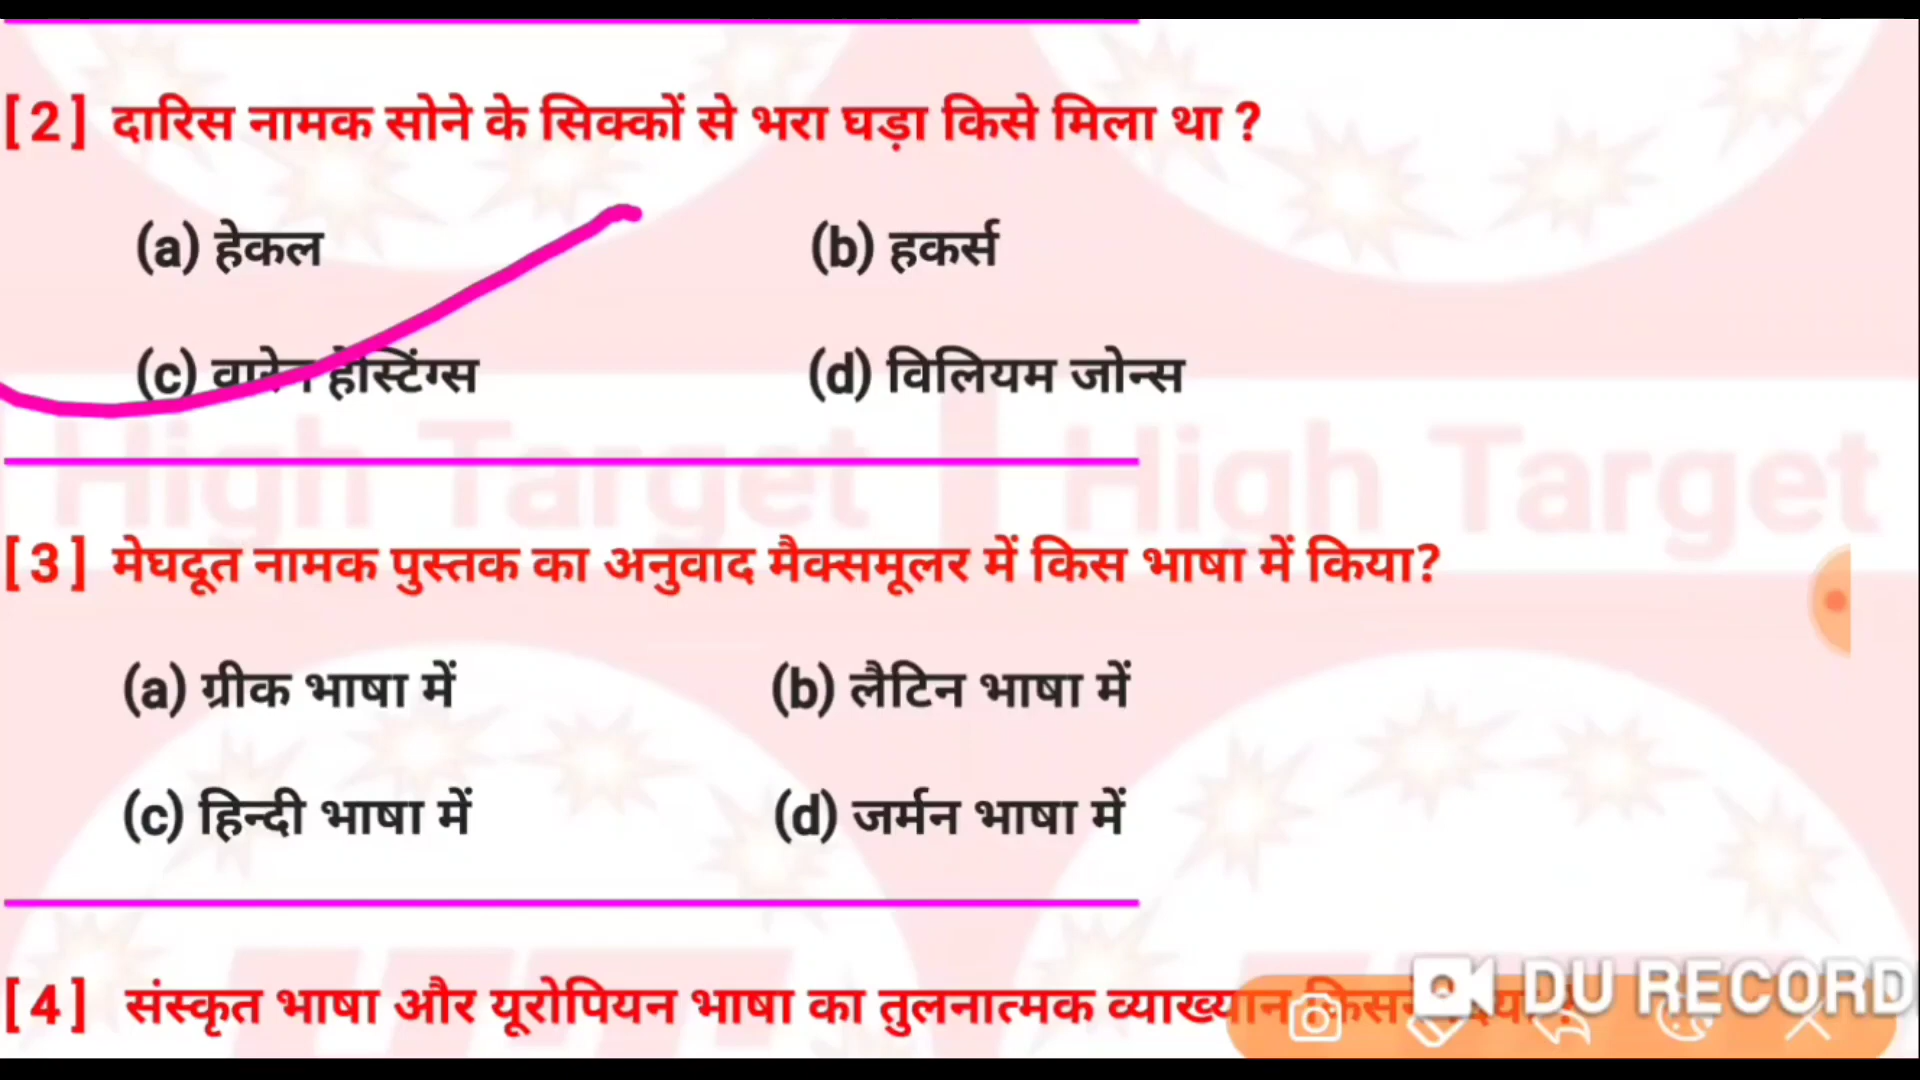 [2] दारिस नामक सोने के सिक्कों से भरा घड़ा किसे मिला था ?
(a) हेकल (b) हकर्स
(c) वारेन हेस्टिंग्स (d) विलियम जोन्स
High Target High Target
[3] मेघदूत नामक पुस्तक का अनुवाद मैक्समूलर में किस भाषा में किया?
(a) ग्रीक भाषा में (b) लैटिन भाषा में
(c) हिन्दी भाषा में (d) जर्मन भाषा में
[4] संस्कृत भाषा और यूरोपियन भाषा का तुलनात्मक व्याख्यान
DU RECORD